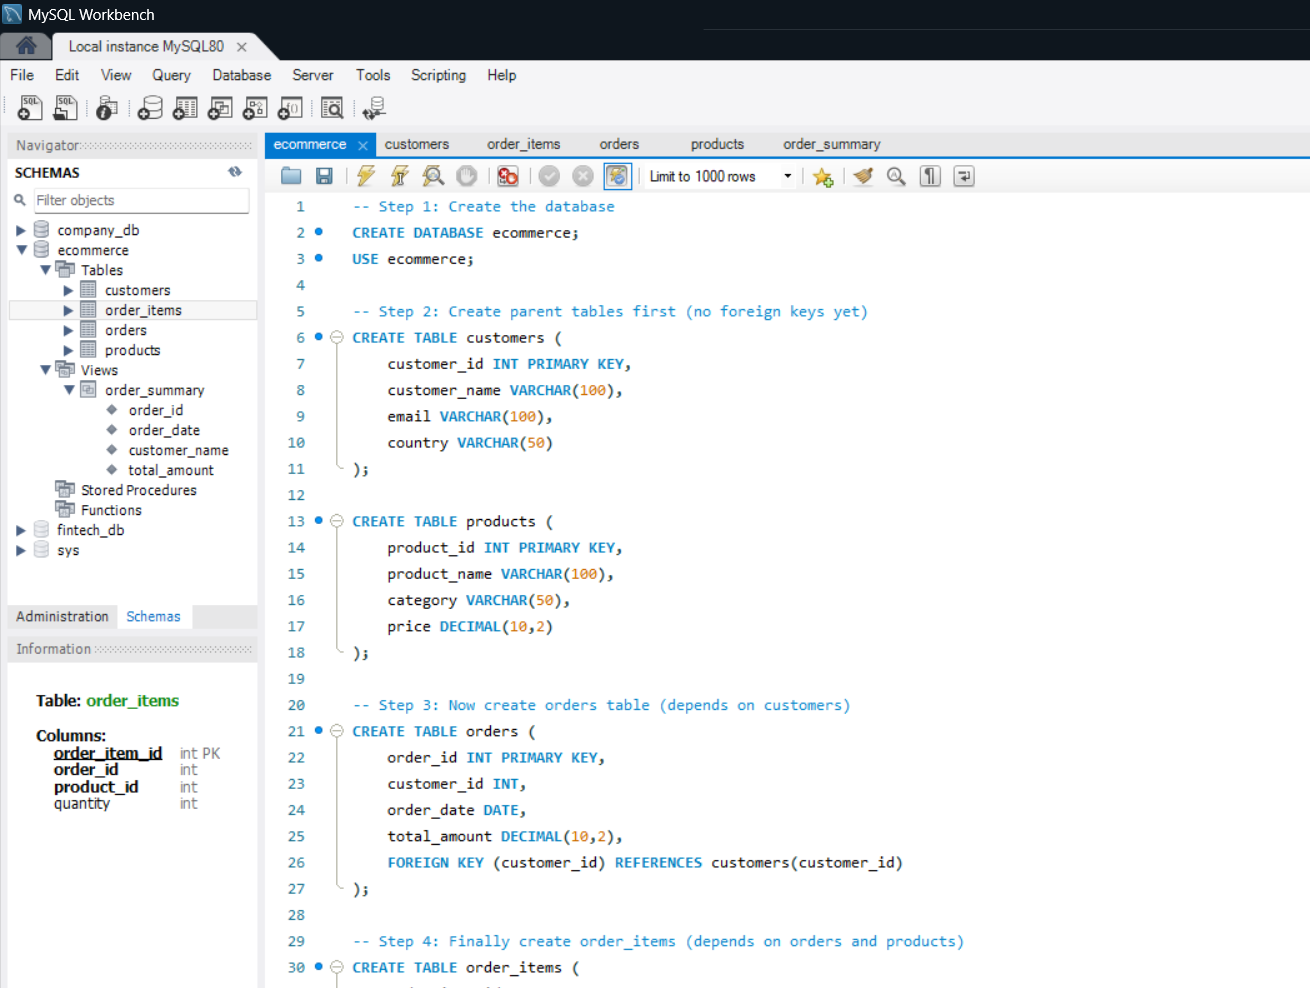 MySQL Workbench
Local instance MySQL80
File Edit View Query Database Server Tools Scripting Help
Navigator
SCHEMAS
Filter objects
company_db
ecommerce
Tables
customers
order_items
orders
products
Views
order_summary
order_id
order_date
customer_name
total_amount
Stored Procedures
Functions
fintech_db
sys
Administration Schemas
Information
Table: order_items
Columns:
order_item_id int PK
order_id int
product_id int
quantity int
ecommerce customers order_items orders products order_summary
Limit to 1000 rows
1 -- Step 1: Create the database
2 CREATE DATABASE ecommerce;
3 USE ecommerce;
4
5 -- Step 2: Create parent tables first (no foreign keys yet)
6 CREATE TABLE customers (
7 customer_id INT PRIMARY KEY,
8 customer_name VARCHAR(100),
9 email VARCHAR(100),
10 country VARCHAR(50)
11 );
12
13 CREATE TABLE products (
14 product_id INT PRIMARY KEY,
15 product_name VARCHAR(100),
16 category VARCHAR(50),
17 price DECIMAL(10,2)
18 );
19
20 -- Step 3: Now create orders table (depends on customers)
21 CREATE TABLE orders (
22 order_id INT PRIMARY KEY,
23 customer_id INT,
24 order_date DATE,
25 total_amount DECIMAL(10,2),
26 FOREIGN KEY (customer_id) REFERENCES customers(customer_id)
27 );
28
29 -- Step 4: Finally create order_items (depends on orders and products)
30 CREATE TABLE order_items (